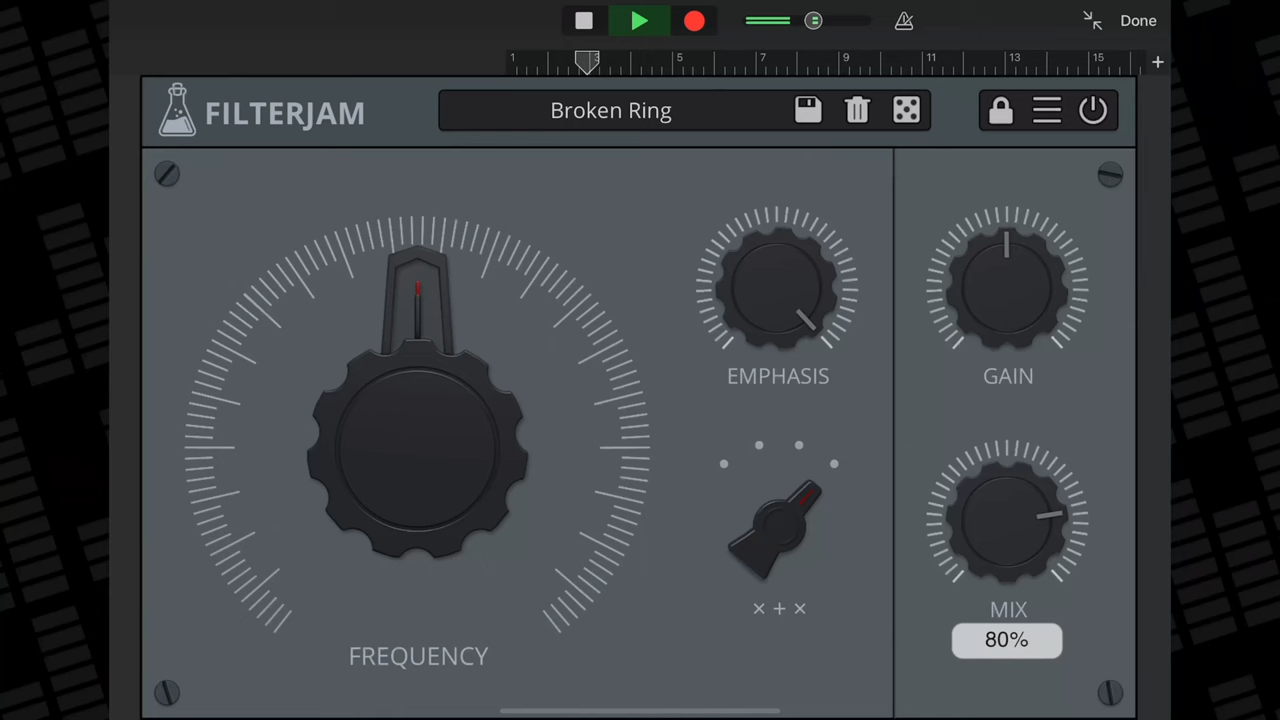 Done
1 3 5 7 9 11 13 15 +
FILTERJAM
Broken Ring
EMPHASIS
GAIN
× + ×
MIX
80%
FREQUENCY